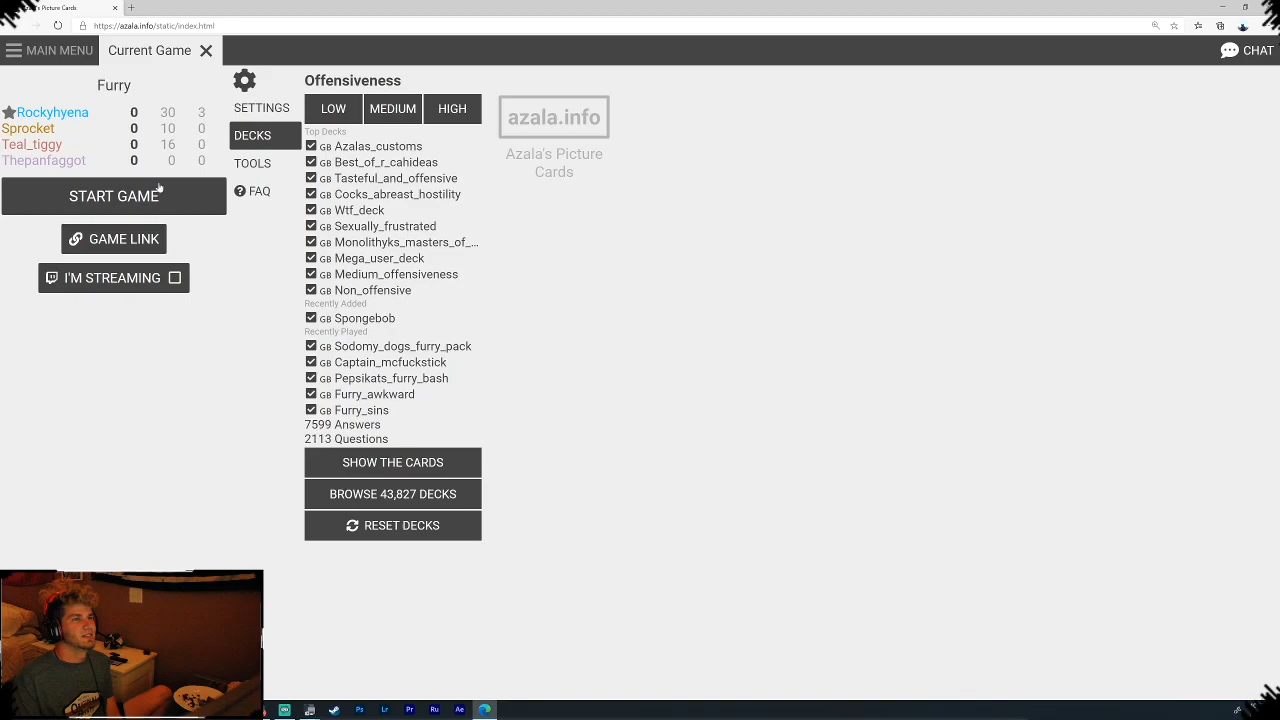 's Picture Cards
https://azala.info/static/index.html
MAIN MENU
Current Game
CHAT
Furry
Rockyhyena 0 30 3
Sprocket 0 10 0
Teal_tiggy 0 16 0
Thepanfaggot 0 0 0
START GAME
GAME LINK
I'M STREAMING
SETTINGS
DECKS
TOOLS
FAQ
Offensiveness
LOW MEDIUM HIGH
Top Decks
GB Azalas_customs
GB Best_of_r_cahideas
GB Tasteful_and_offensive
GB Cocks_abreast_hostility
GB Wtf_deck
GB Sexually_frustrated
GB Monolithyks_masters_of_...
GB Mega_user_deck
GB Medium_offensiveness
GB Non_offensive
Recently Added
GB Spongebob
Recently Played
GB Sodomy_dogs_furry_pack
GB Captain_mcfuckstick
GB Pepsikats_furry_bash
GB Furry_awkward
GB Furry_sins
7599 Answers
2113 Questions
SHOW THE CARDS
BROWSE 43,827 DECKS
RESET DECKS
azala.info
Azala's Picture
Cards
Ps
Lr
Pr
Ru
Ae